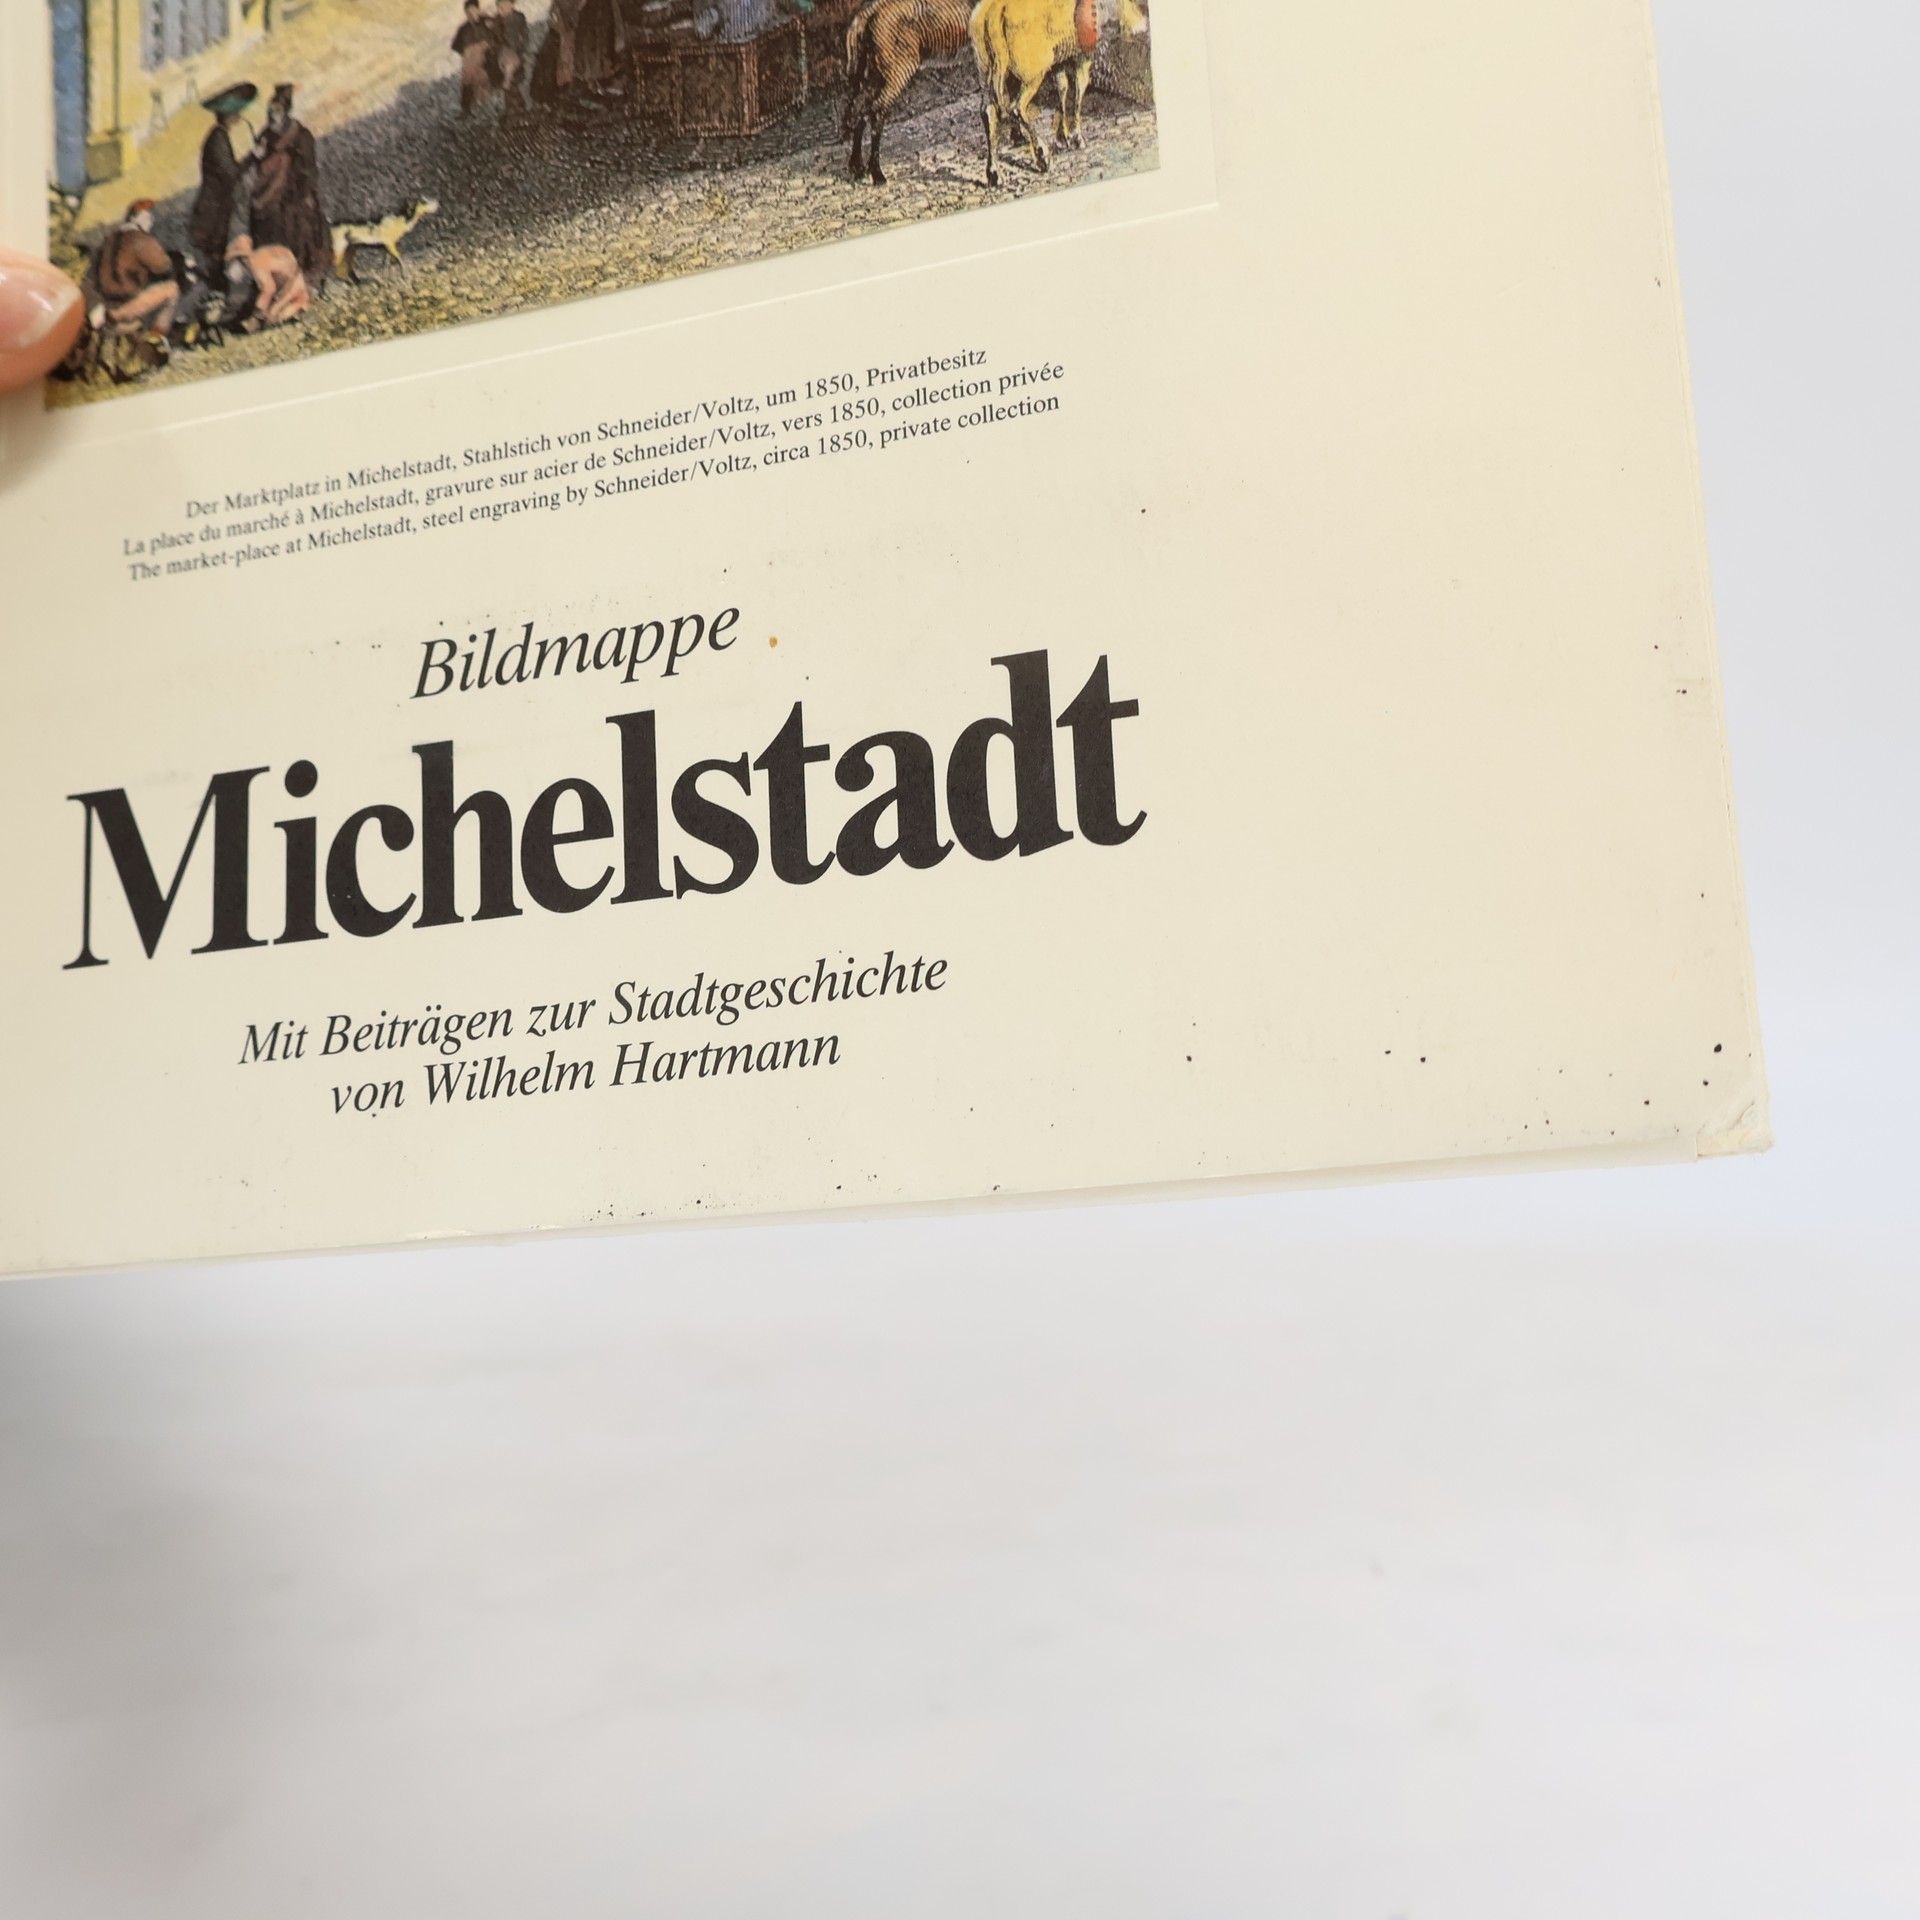 Der Marktplatz in Michelstadt, Stahlstich von Schneider/Voltz, um 1850, Privatbesitz
La place du marché à Michelstadt, gravure sur acier de Schneider/Voltz, vers 1850, collection privée
The market-place at Michelstadt, steel engraving by Schneider/Voltz, circa 1850, private collection
Bildmappe
Michelstadt
Mit Beiträgen zur Stadtgeschichte
von Wilhelm Hartmann